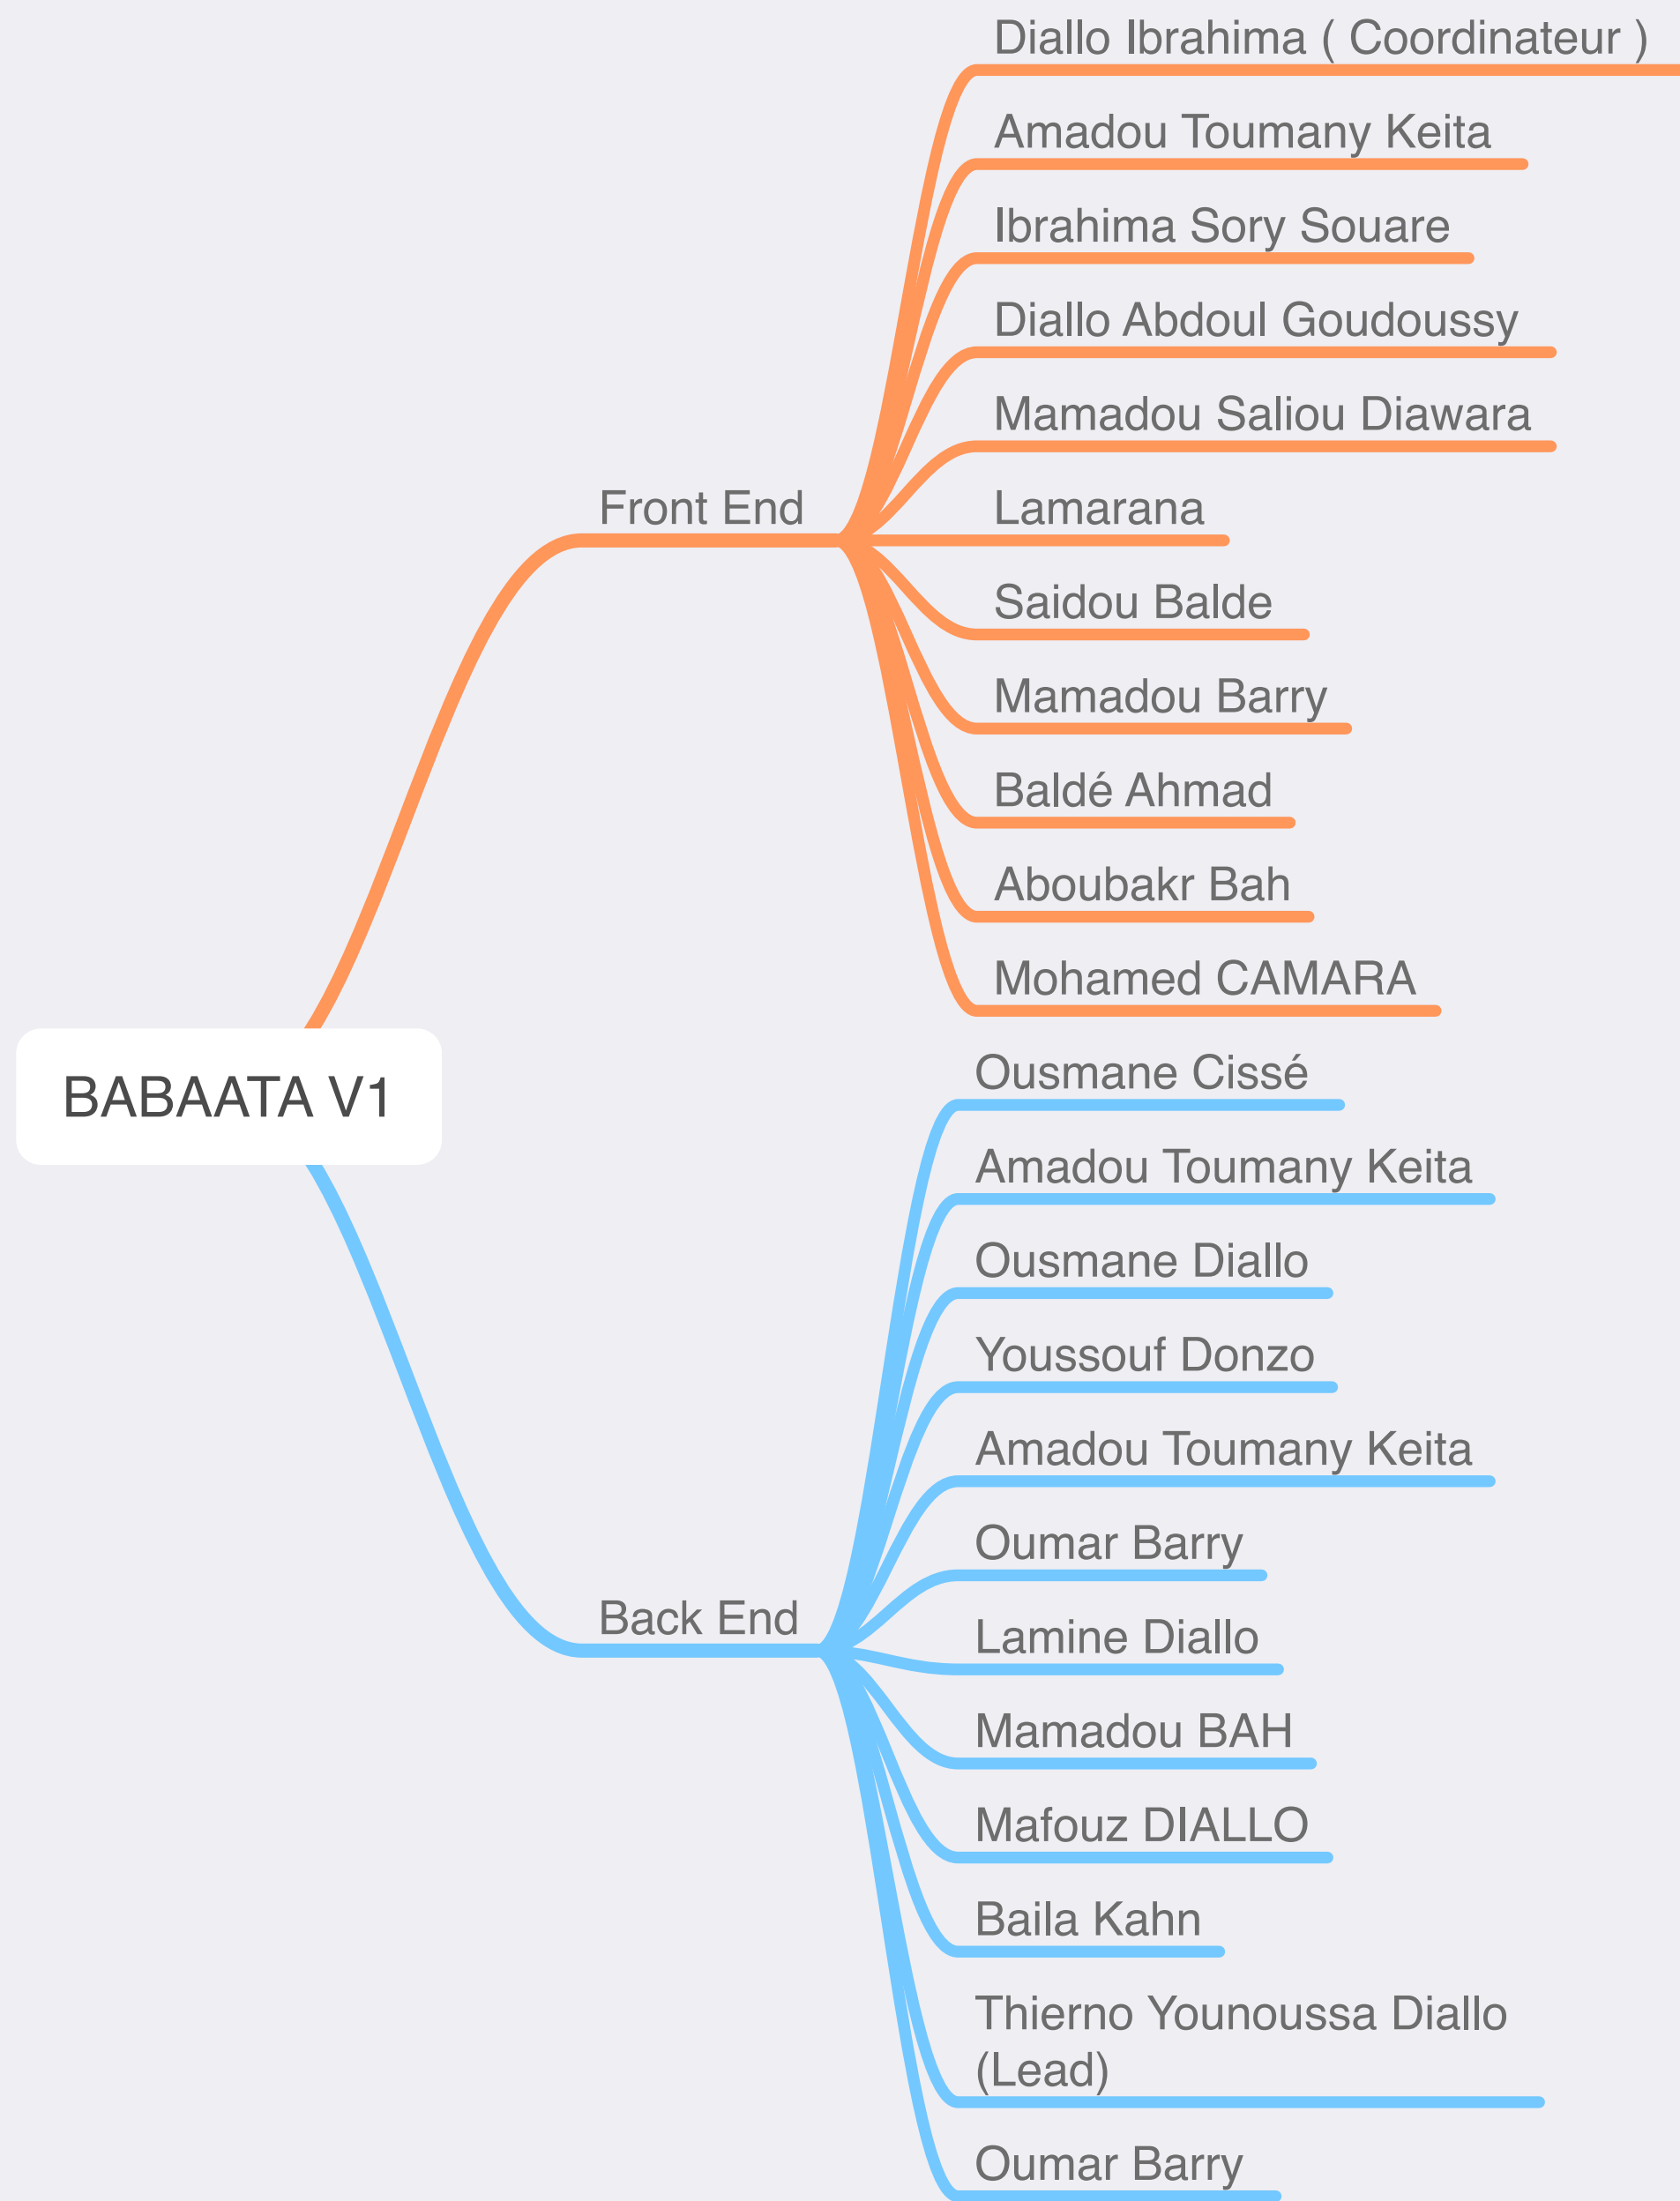 Diallo Ibrahima ( Coordinateur )
Amadou Toumany Keita
Ibrahima Sory Souare
Diallo Abdoul Goudoussy
Mamadou Saliou Diawara
Front End
Lamarana
Saidou Balde
Mamadou Barry
Baldé Ahmad
Aboubakr Bah
Mohamed CAMARA
BABAATA V1
Ousmane Cissé
Amadou Toumany Keita
Ousmane Diallo
Youssouf Donzo
Amadou Toumany Keita
Oumar Barry
Back End
Lamine Diallo
Mamadou BAH
Mafouz DIALLO
Baila Kahn
Thierno Younoussa Diallo
(Lead)
Oumar Barry